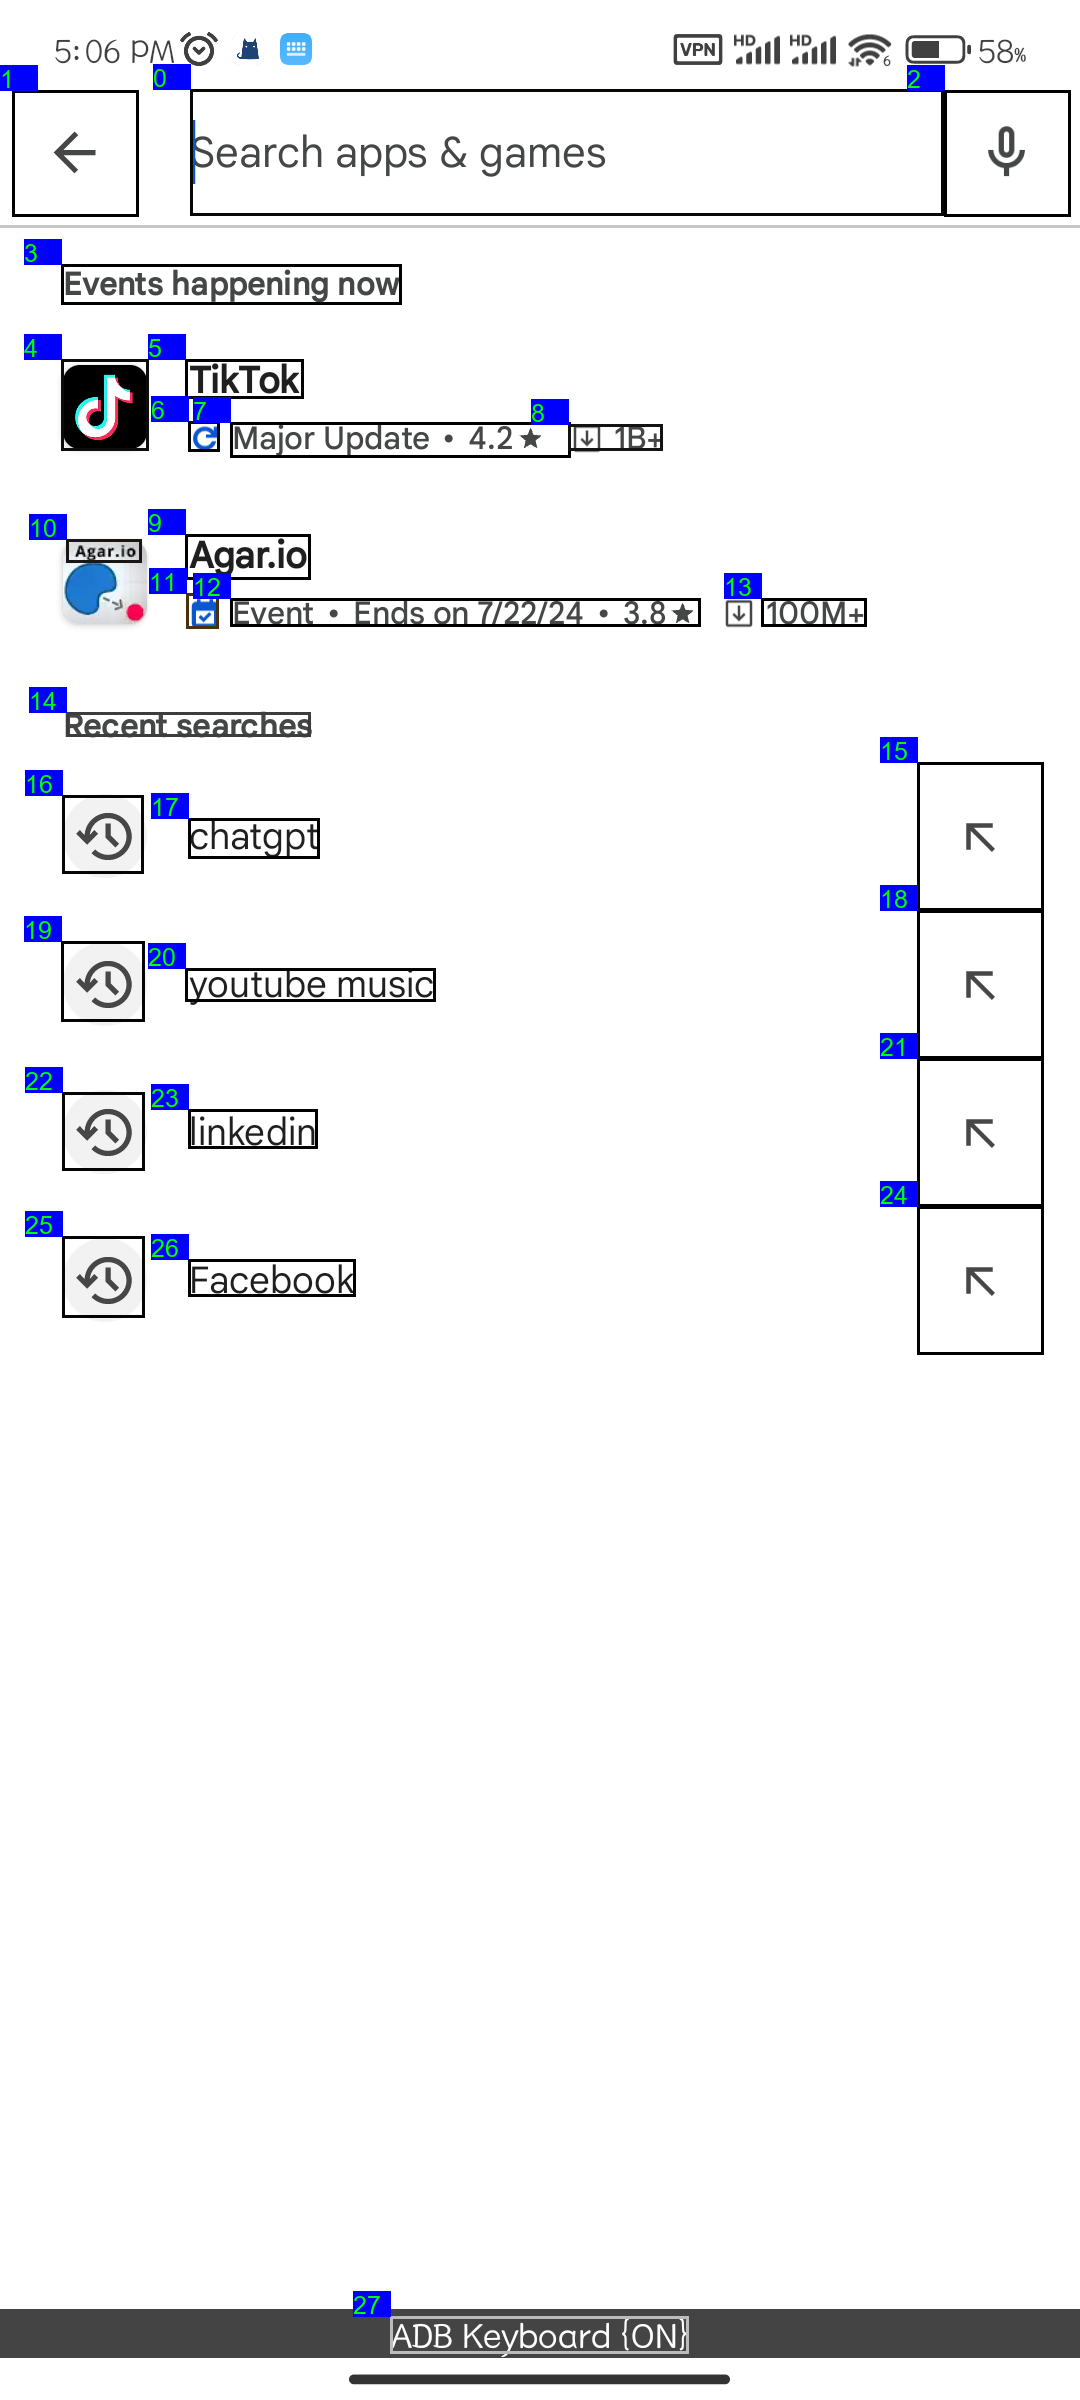 5:06 PM VPN HD HD 6 58%
1 0 2
Search apps & games
3
Events happening now
4 5
TikTok
6 7 8
Major Update • 4.2★ 1B+
10 9
Agar.io Agar.io
11 12 13
Event • Ends on 7/22/24 • 3.8★ 100M+
14
Recent searches
15
16 17
chatgpt
18
19 20
youtube music
21
22 23
linkedin
24
25 26
Facebook
27
ADB Keyboard {ON}